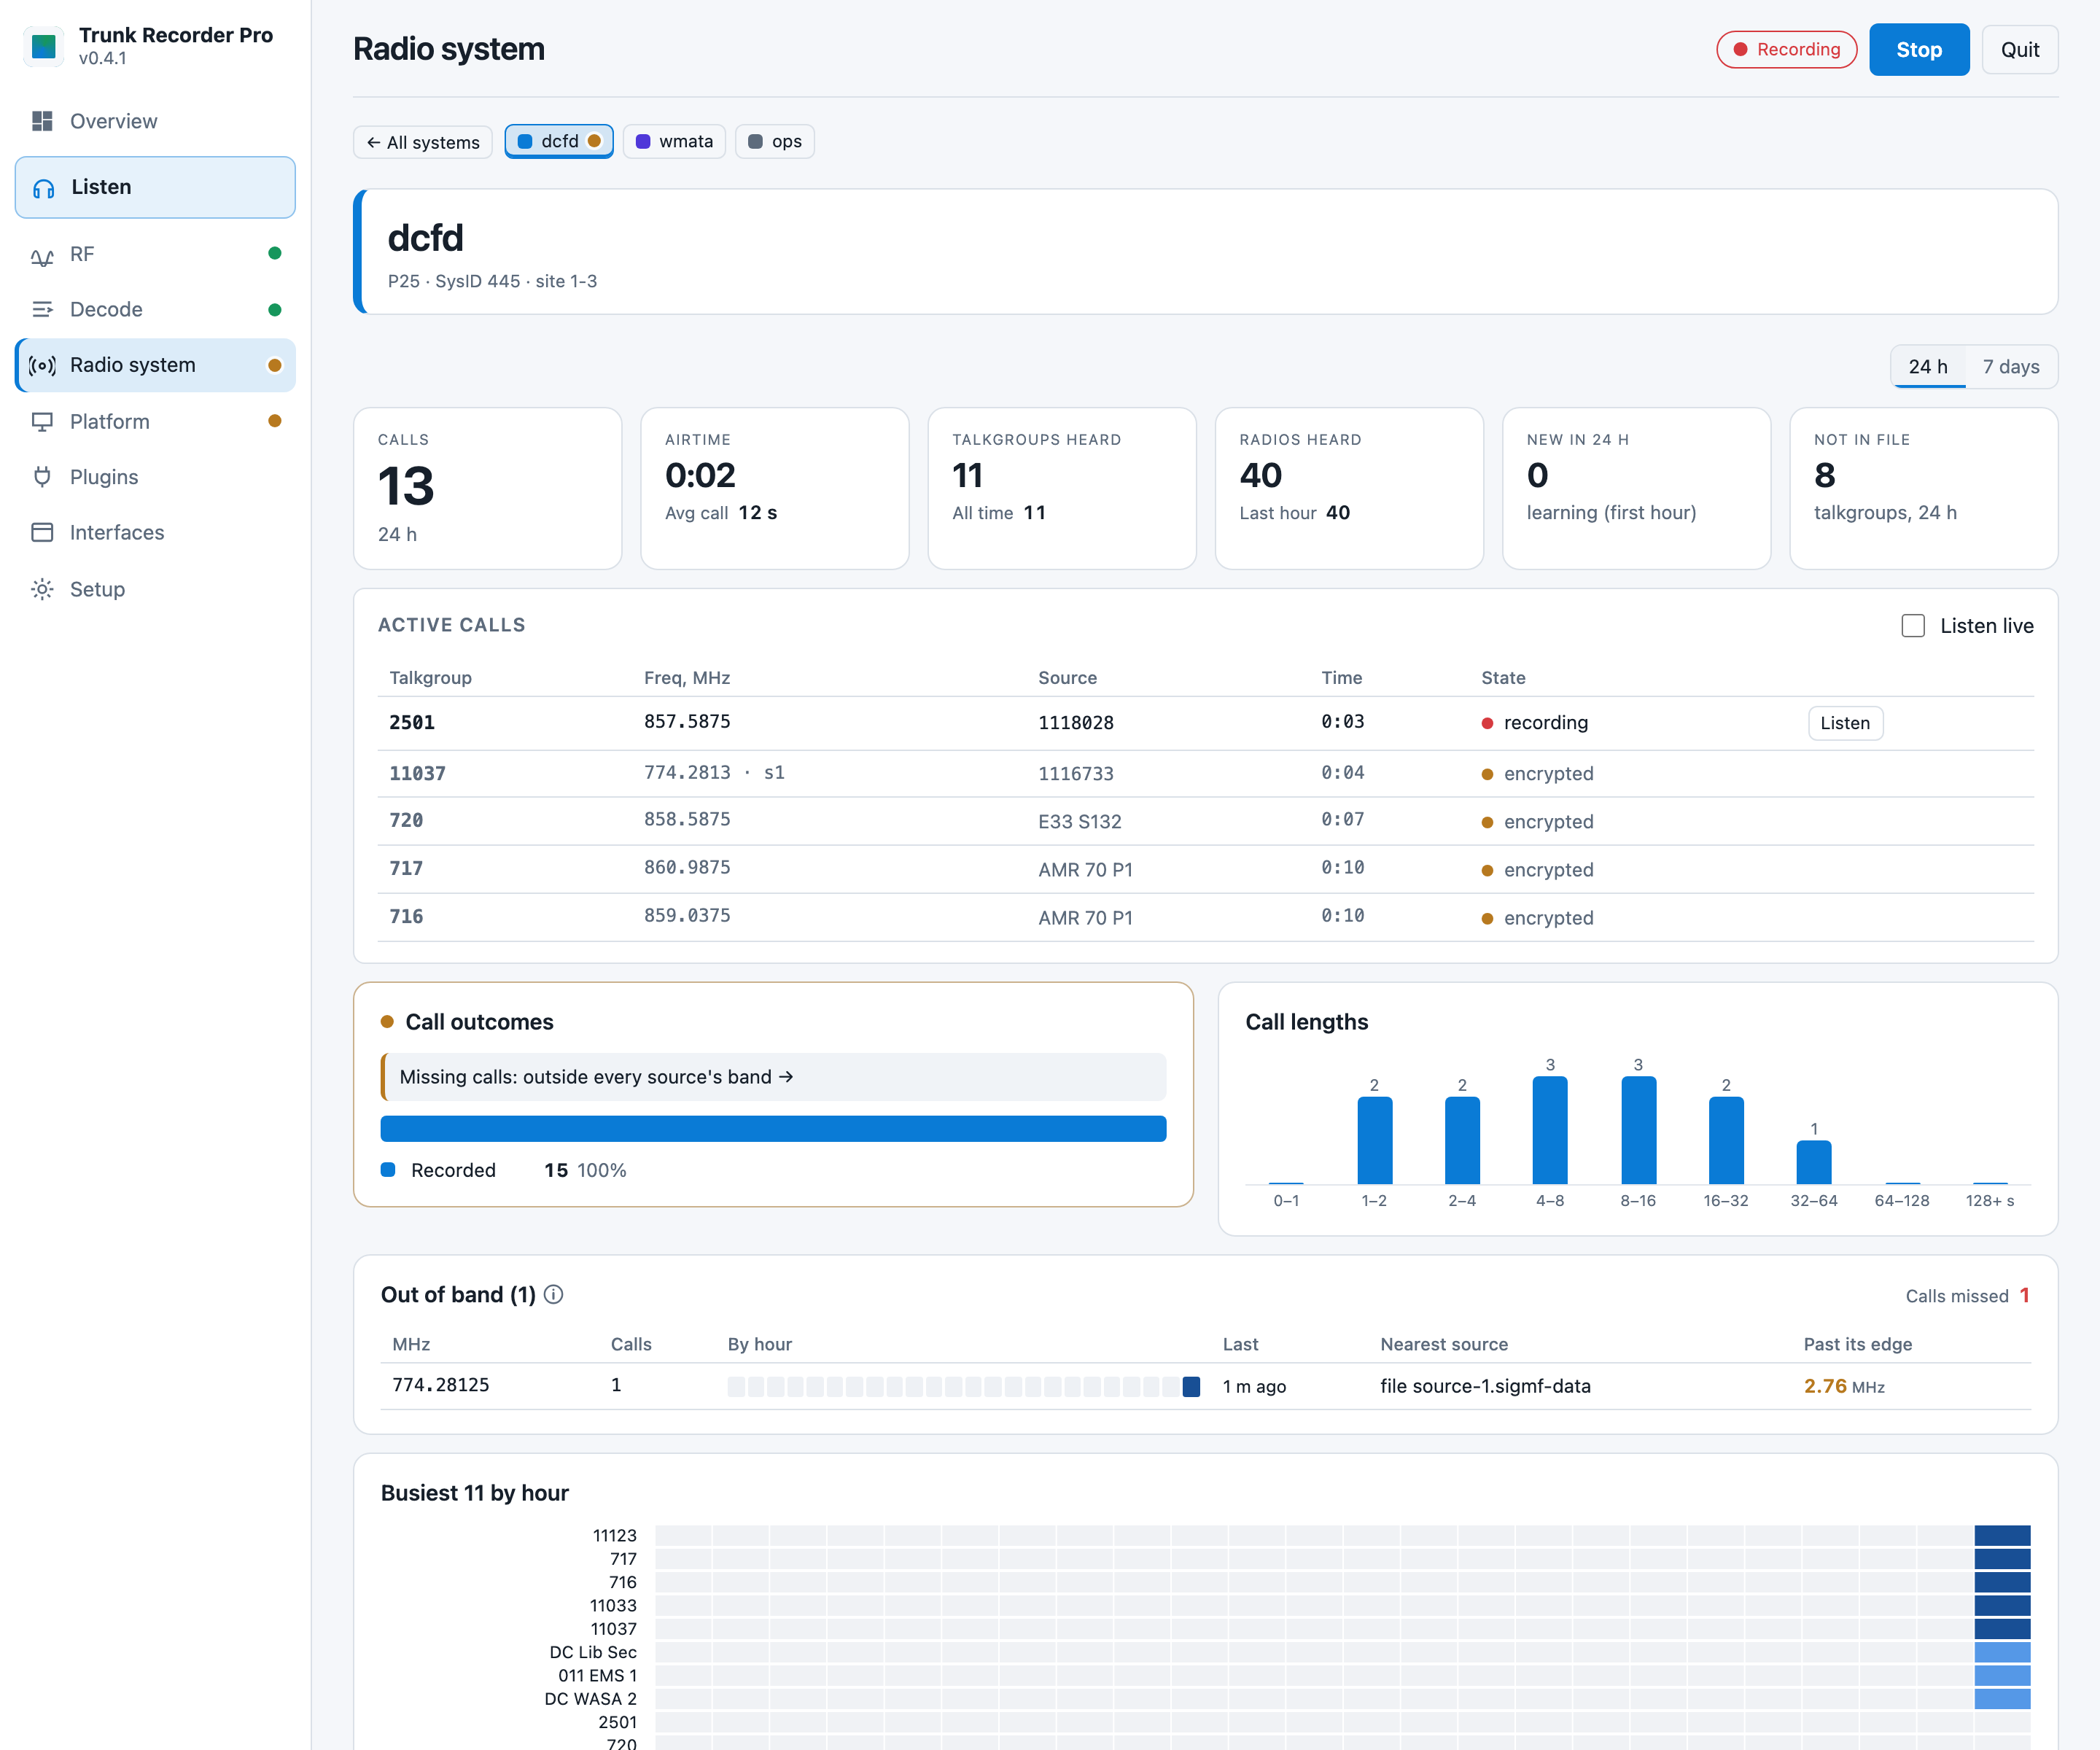 Trunk Recorder Pro
v0.4.1
Overview
Listen
RF
Decode
Radio system
Platform
Plugins
Interfaces
Setup
Radio system
Recording
Stop
Quit
← All systems
dcfd
wmata
ops
dcfd
P25 · SysID 445 · site 1-3
24 h
7 days
CALLS
13
24 h
AIRTIME
0:02
Avg call 12 s
TALKGROUPS HEARD
11
All time 11
RADIOS HEARD
40
Last hour 40
NEW IN 24 H
0
learning (first hour)
NOT IN FILE
8
talkgroups, 24 h
ACTIVE CALLS
Listen live
Talkgroup Freq, MHz Source Time State
2501 857.5875 1118028 0:03 recording Listen
11037 774.2813 · s1 1116733 0:04 encrypted
720 858.5875 E33 S132 0:07 encrypted
717 860.9875 AMR 70 P1 0:10 encrypted
716 859.0375 AMR 70 P1 0:10 encrypted
Call outcomes
Missing calls: outside every source's band →
Recorded 15 100%
Call lengths
2 2 3 3 2 1
0–1 1–2 2–4 4–8 8–16 16–32 32–64 64–128 128+ s
Out of band (1)
Calls missed 1
MHz Calls By hour Last Nearest source Past its edge
774.28125 1 1 m ago file source-1.sigmf-data 2.76 MHz
Busiest 11 by hour
11123
717
716
11033
11037
DC Lib Sec
011 EMS 1
DC WASA 2
2501
720